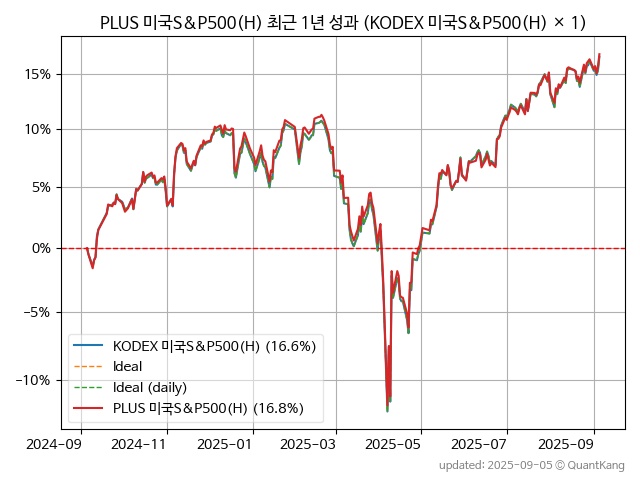 PLUS 미국S&P500(H) 최근 1년 성과 (KODEX 미국S&P500(H) × 1)
15%
10%
5%
0%
−5%
−10%
KODEX 미국S&P500(H) (16.6%)
Ideal
Ideal (daily)
PLUS 미국S&P500(H) (16.8%)
2024-09 2024-11 2025-01 2025-03 2025-05 2025-07 2025-09
updated: 2025-09-05 © QuantKang